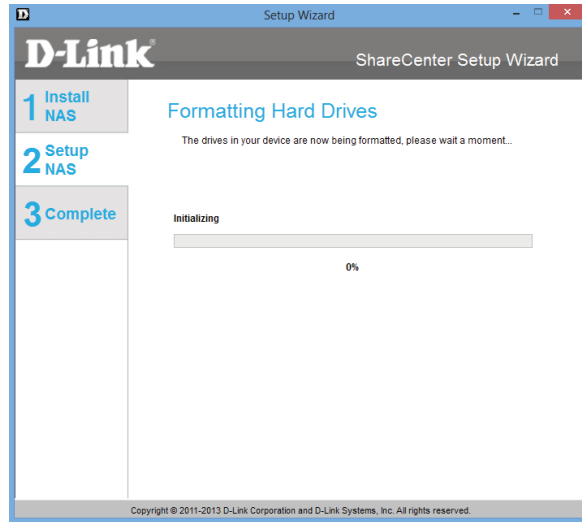 Setup Wizard
D-Link
ShareCenter Setup Wizard
1 Install
NAS
2 Setup
NAS
3 Complete
Formatting Hard Drives
The drives in your device are now being formatted, please wait a moment...
Initializing
0%
Copyright © 2011-2013 D-Link Corporation and D-Link Systems, Inc. All rights reserved.